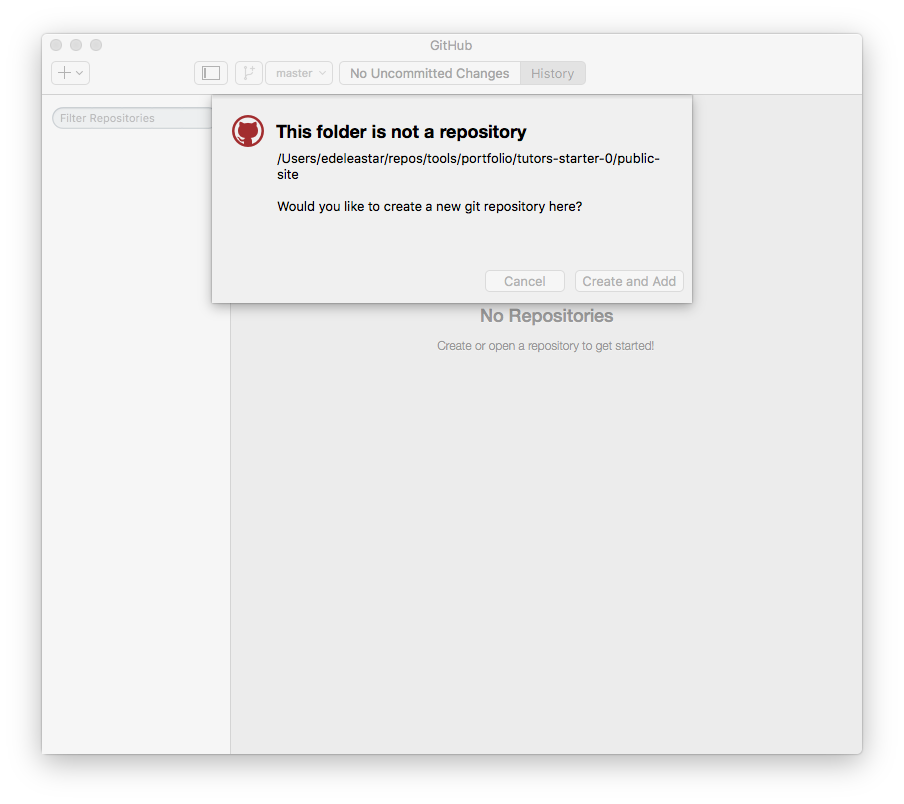 GitHub
master
No Uncommitted Changes
History
Filter Repositories
This folder is not a repository
/Users/edeleastar/repos/tools/portfolio/tutors-starter-0/public-
site
Would you like to create a new git repository here?
Cancel
Create and Add
No Repositories
Create or open a repository to get started!